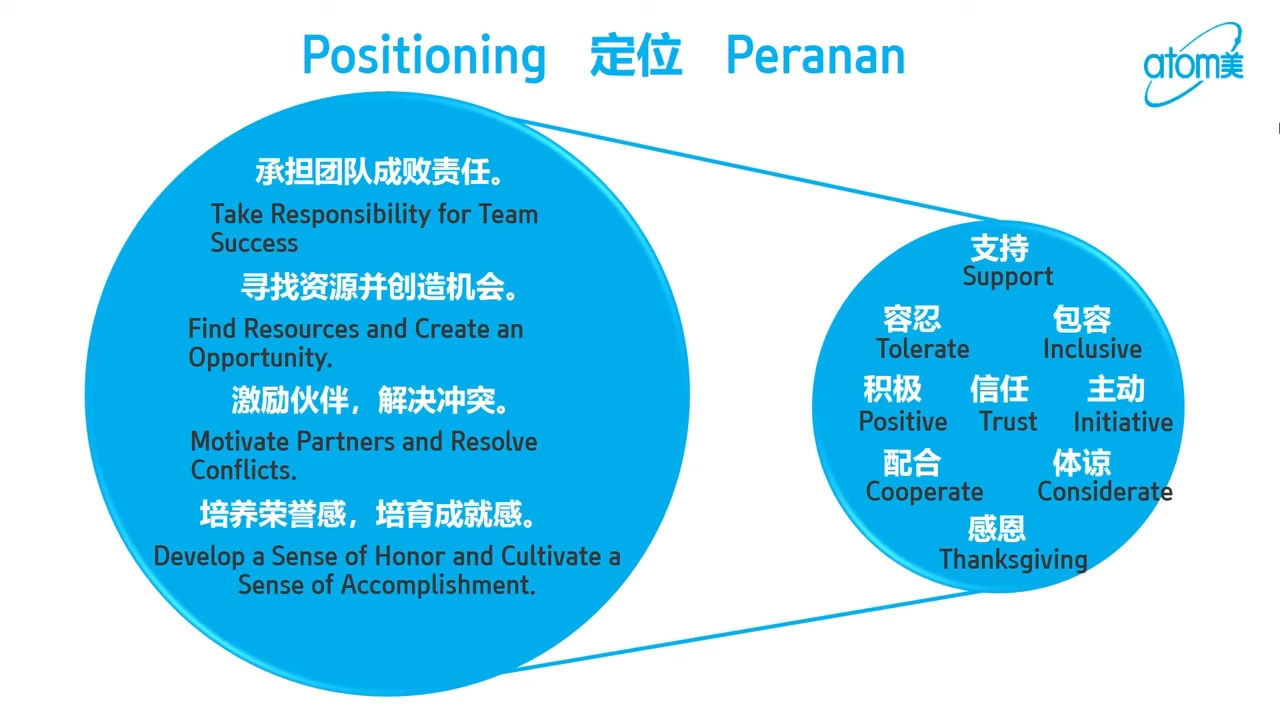 Positioning 定位 Peranan
atom美
承担团队成败责任。
Take Responsibility for Team
Success
寻找资源并创造机会。
Find Resources and Create an
Opportunity.
激励伙伴，解决冲突。
Motivate Partners and Resolve
Conflicts.
培养荣誉感，培育成就感。
Develop a Sense of Honor and Cultivate a
Sense of Accomplishment.
支持
Support
容忍 包容
Tolerate Inclusive
积极 信任 主动
Positive Trust Initiative
配合 体谅
Cooperate Considerate
感恩
Thanksgiving